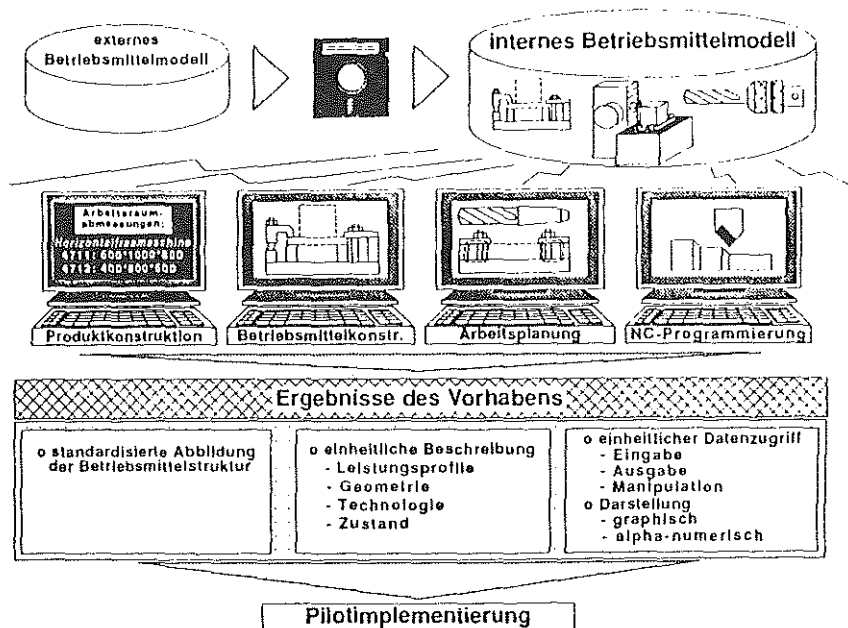 externes
Betriebsmittelmodell
internes Betriebsmittelmodell
Arbeitsraum-
abmessungen:
Horizontalfräsmaschine
4711: 600*1000*800
4712: 400*400*600
Produktkonstruktion
Betriebsmittelkonstr.
Arbeitsplanung
NC-Programmierung
Ergebnisse des Vorhabens
o standardisierte Abbildung
der Betriebsmittelstruktur
o einheitliche Beschreibung
- Leistungsprofile
- Geometrie
- Technologie
- Zustand
o einheitlicher Datenzugriff
- Eingabe
- Ausgabe
- Manipulation
o Darstellung
- graphisch
- alpha-numerisch
Pilotimplementierung